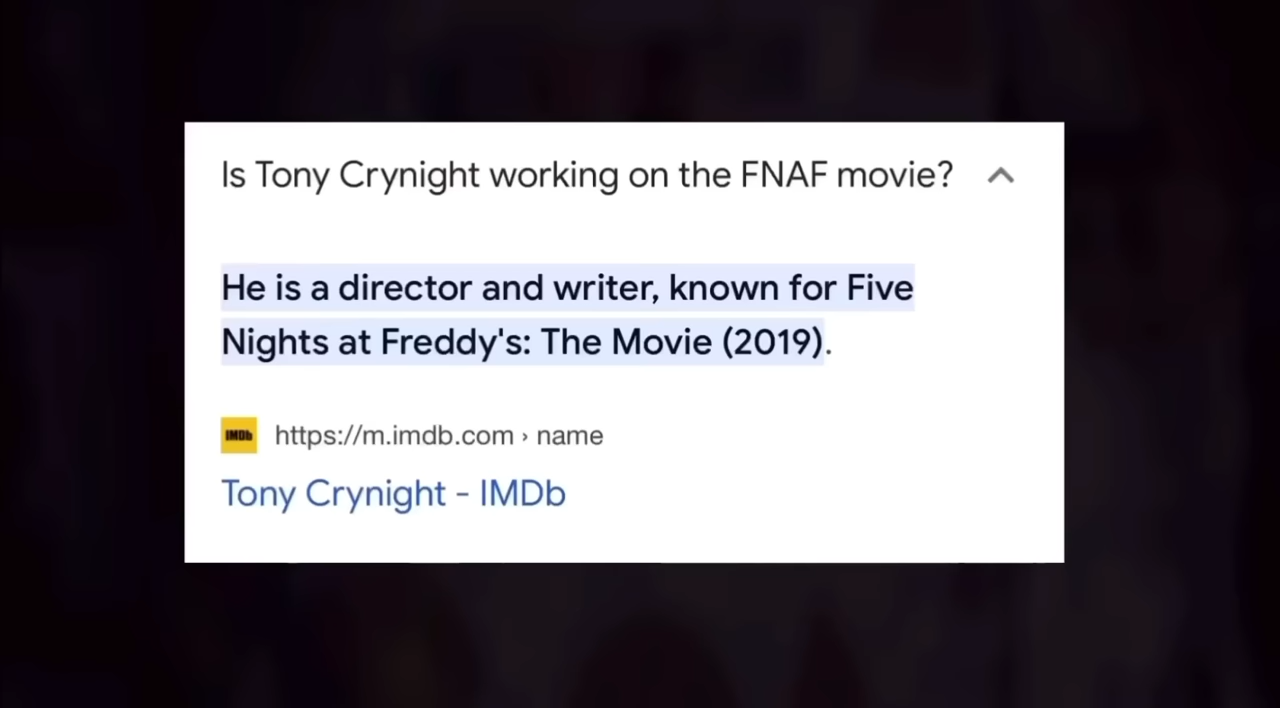 Is Tony Crynight working on the FNAF movie?
He is a director and writer, known for Five
Nights at Freddy's: The Movie (2019).
IMDb https://m.imdb.com › name
Tony Crynight - IMDb